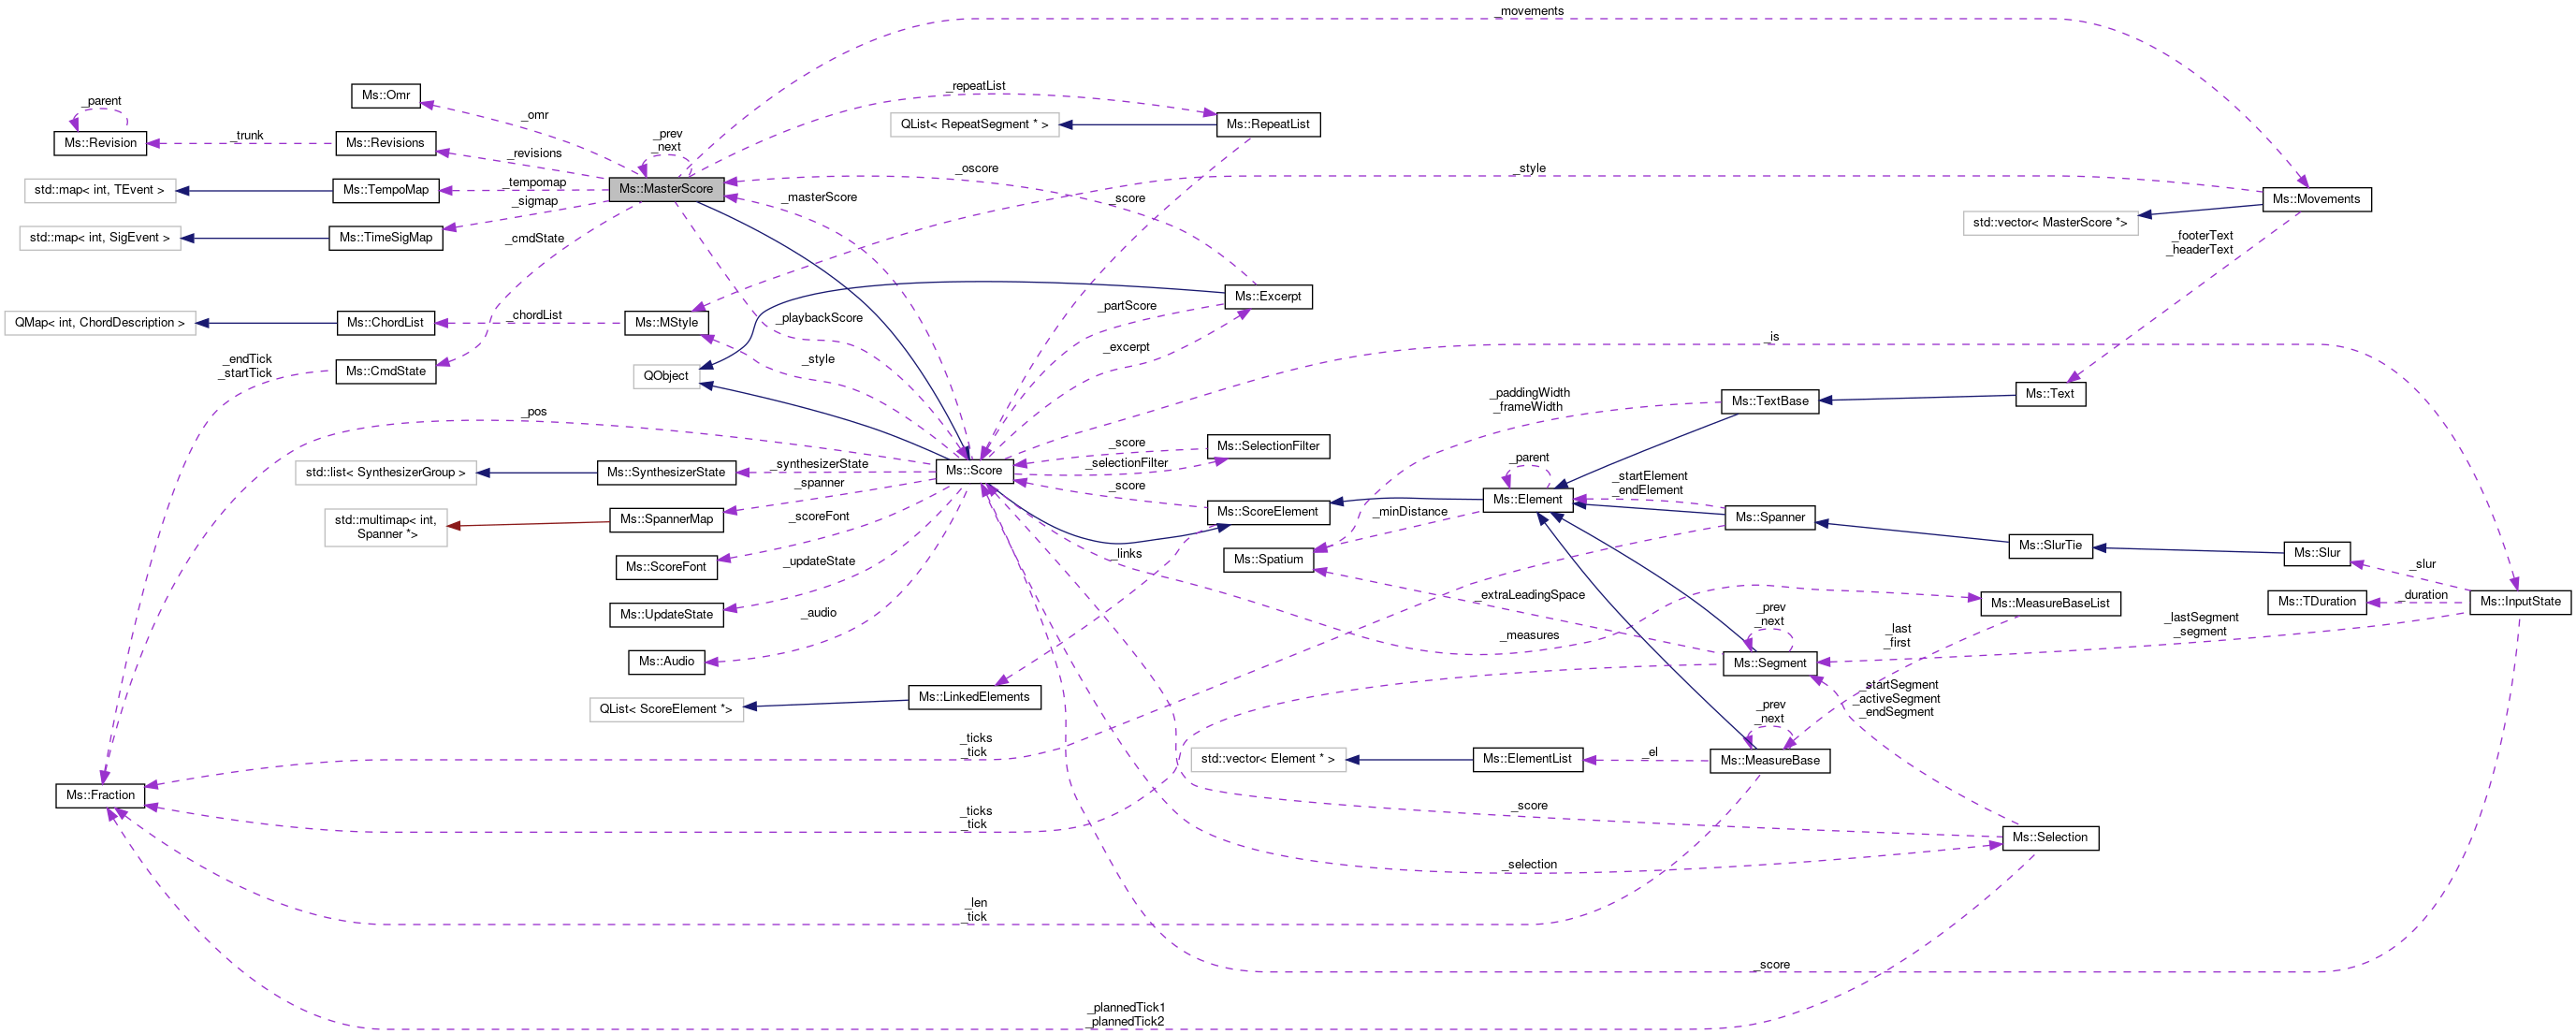 _movements
Ms::Omr
_repeatList
_parent
_omr
QList< RepeatSegment * >
Ms::RepeatList
Ms::Revision
_trunk
Ms::Revisions
_revisions
_prev
_next
std::map< int, TEvent >
Ms::TempoMap
_tempomap
Ms::MasterScore
_oscore
_style
_masterScore
_score
Ms::Movements
_sigmap
std::vector< MasterScore *>
std::map< int, SigEvent >
Ms::TimeSigMap
_cmdState
_footerText
_headerText
Ms::Excerpt
_partScore
_playbackScore
QMap< int, ChordDescription >
Ms::ChordList
_chordList
Ms::MStyle
_is
_excerpt
_endTick
_startTick
Ms::CmdState
_style
QObject
_paddingWidth
_frameWidth
Ms::TextBase
Ms::Text
_pos
_score
Ms::SelectionFilter
_parent
std::list< SynthesizerGroup >
Ms::SynthesizerState
_synthesizerState
Ms::Score
_selectionFilter
_startElement
_endElement
_spanner
_score
Ms::Element
std::multimap< int,
Spanner *>
Ms::SpannerMap
_scoreFont
Ms::ScoreElement
_minDistance
Ms::Spanner
Ms::SlurTie
Ms::Slur
_links
Ms::Spatium
_slur
Ms::ScoreFont
_updateState
_extraLeadingSpace
_duration
Ms::UpdateState
_audio
_prev
_next
Ms::MeasureBaseList
Ms::TDuration
Ms::InputState
_measures
_last
_first
_lastSegment
_segment
Ms::Audio
Ms::Segment
_startSegment
_activeSegment
_endSegment
Ms::LinkedElements
QList< ScoreElement *>
_prev
_next
_ticks
_tick
std::vector< Element * >
Ms::ElementList
_el
Ms::MeasureBase
Ms::Fraction
_ticks
_tick
_score
Ms::Selection
_selection
_len
_tick
_score
_plannedTick1
_plannedTick2